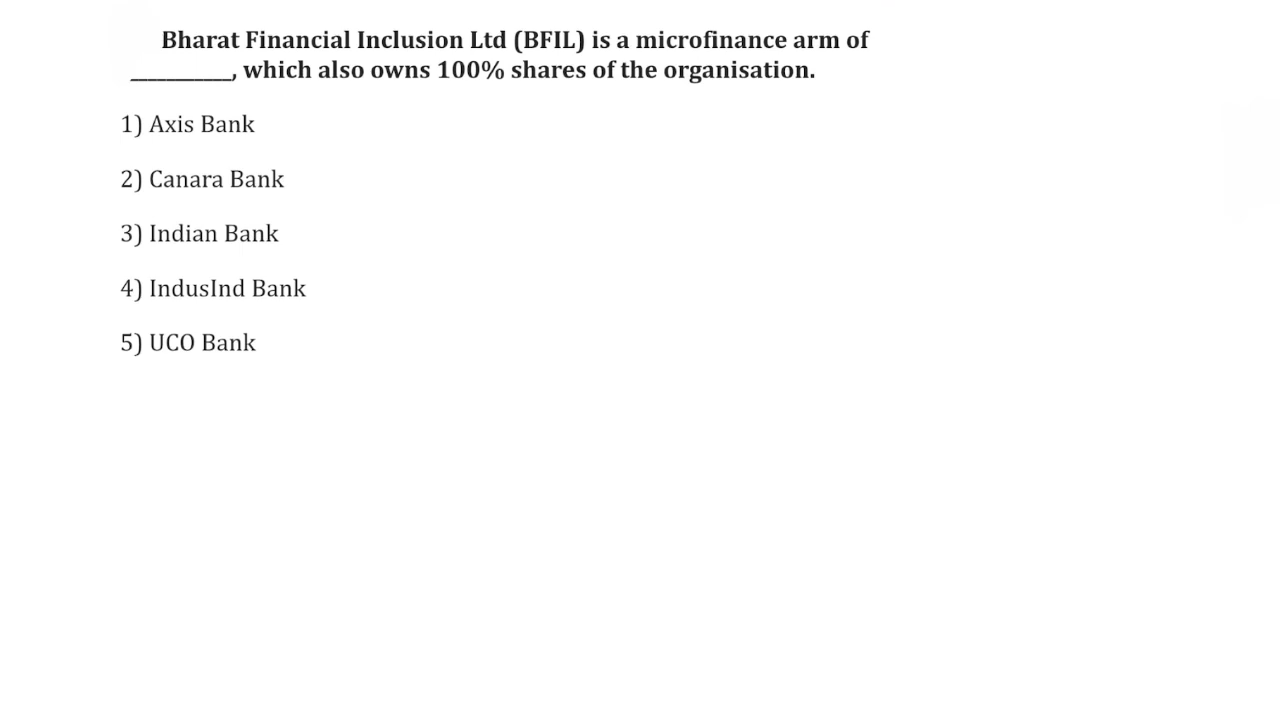 Bharat Financial Inclusion Ltd (BFIL) is a microfinance arm of
___________, which also owns 100% shares of the organisation.
1) Axis Bank
2) Canara Bank
3) Indian Bank
4) IndusInd Bank
5) UCO Bank